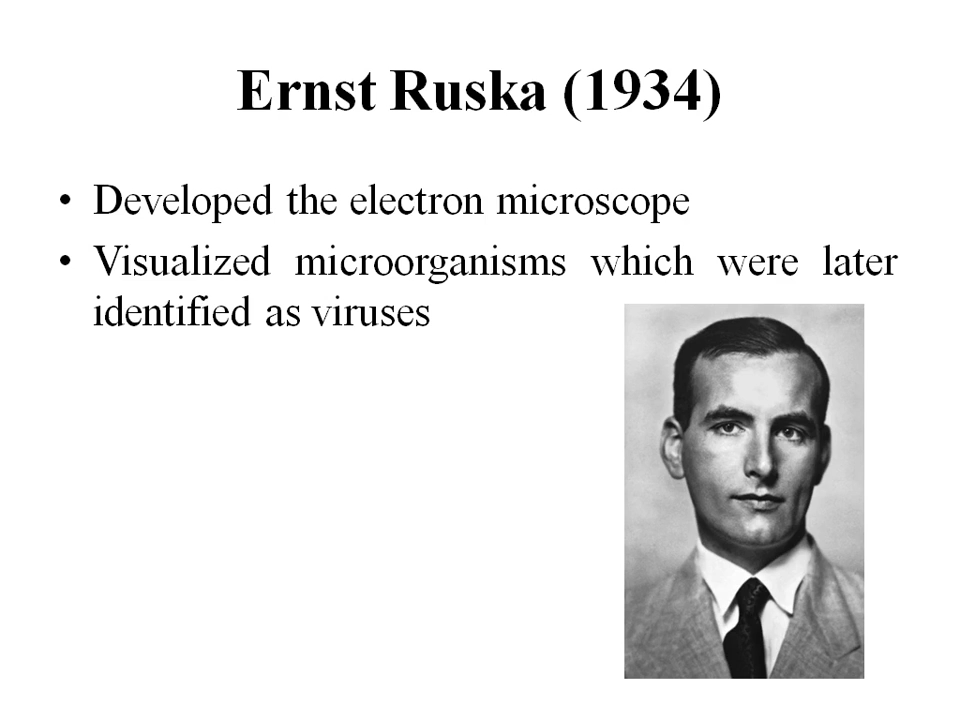 Ernst Ruska (1934)
• Developed the electron microscope
• Visualized microorganisms which were later
identified as viruses